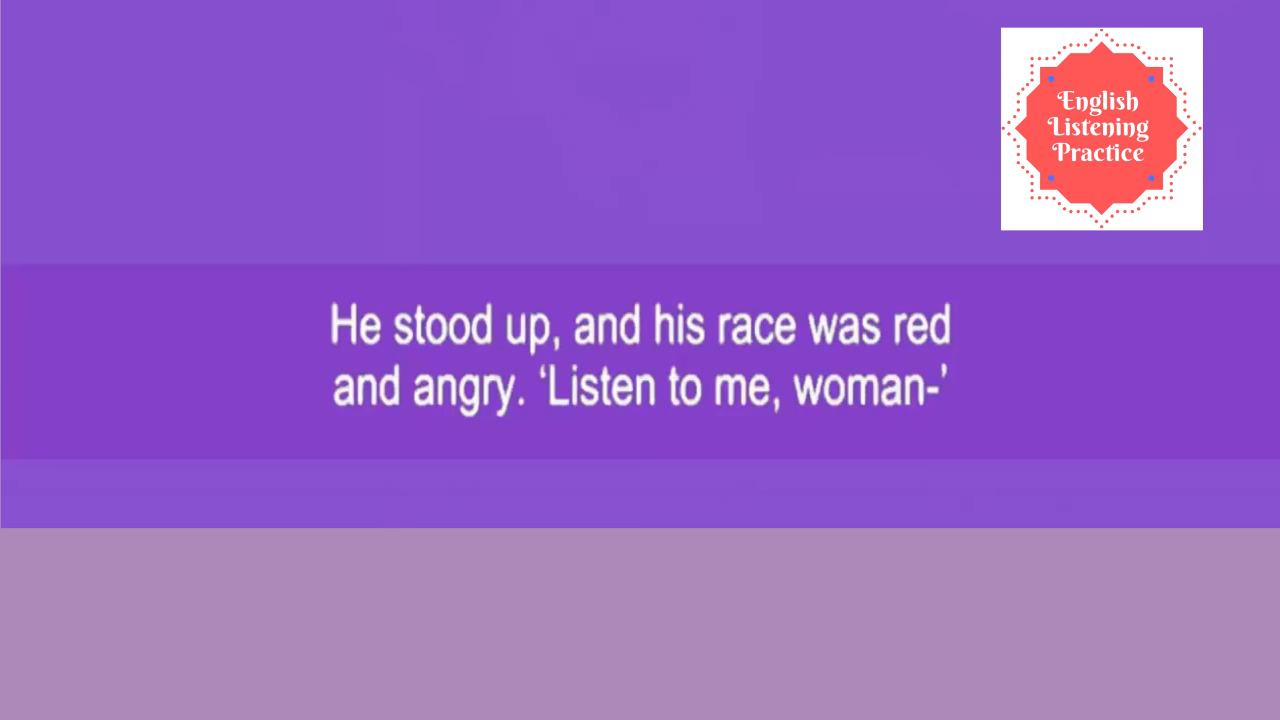 English
Listening
Practice
He stood up, and his race was red
and angry. ‘Listen to me, woman-’